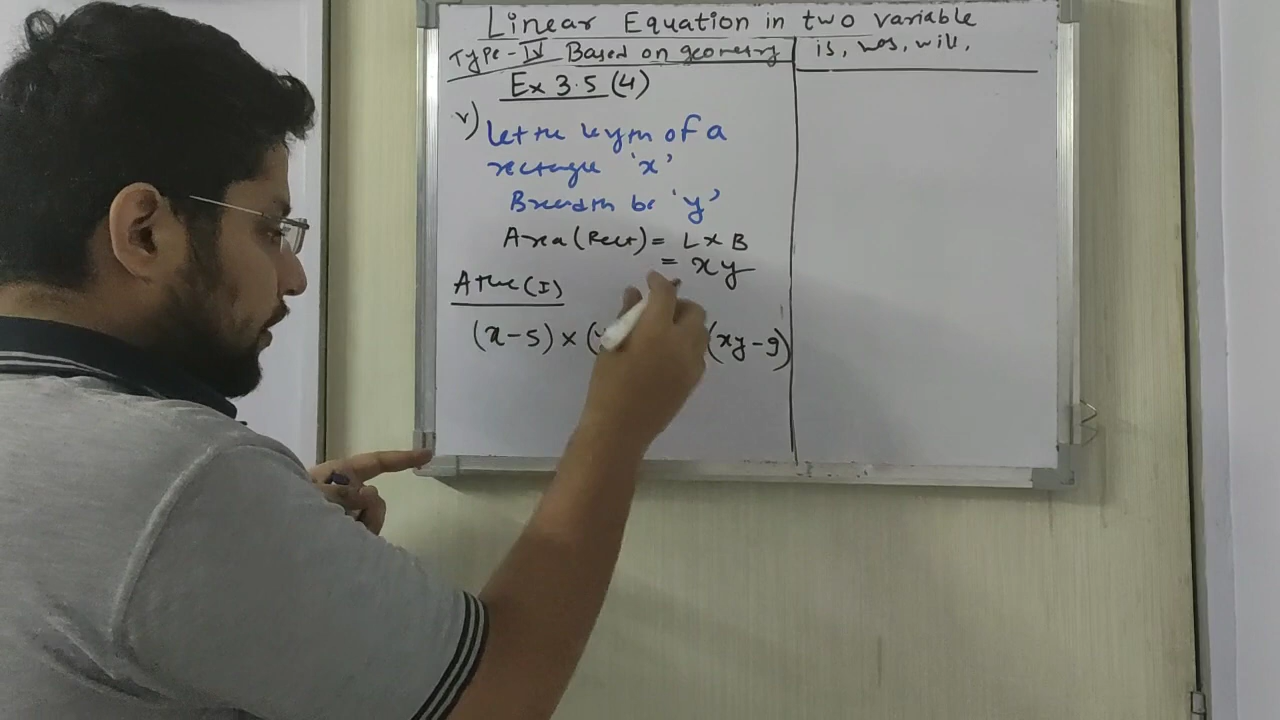 Linear Equation in two variable
Type-IV Based on geometry
is, was, will,
Ex 3.5 (4)
v) Let the length of a
rectangle 'x'
Breadth be 'y'
Area (Rect) = L x B
= xy
ATQ (I)
(x-5) × ( (xy-9)